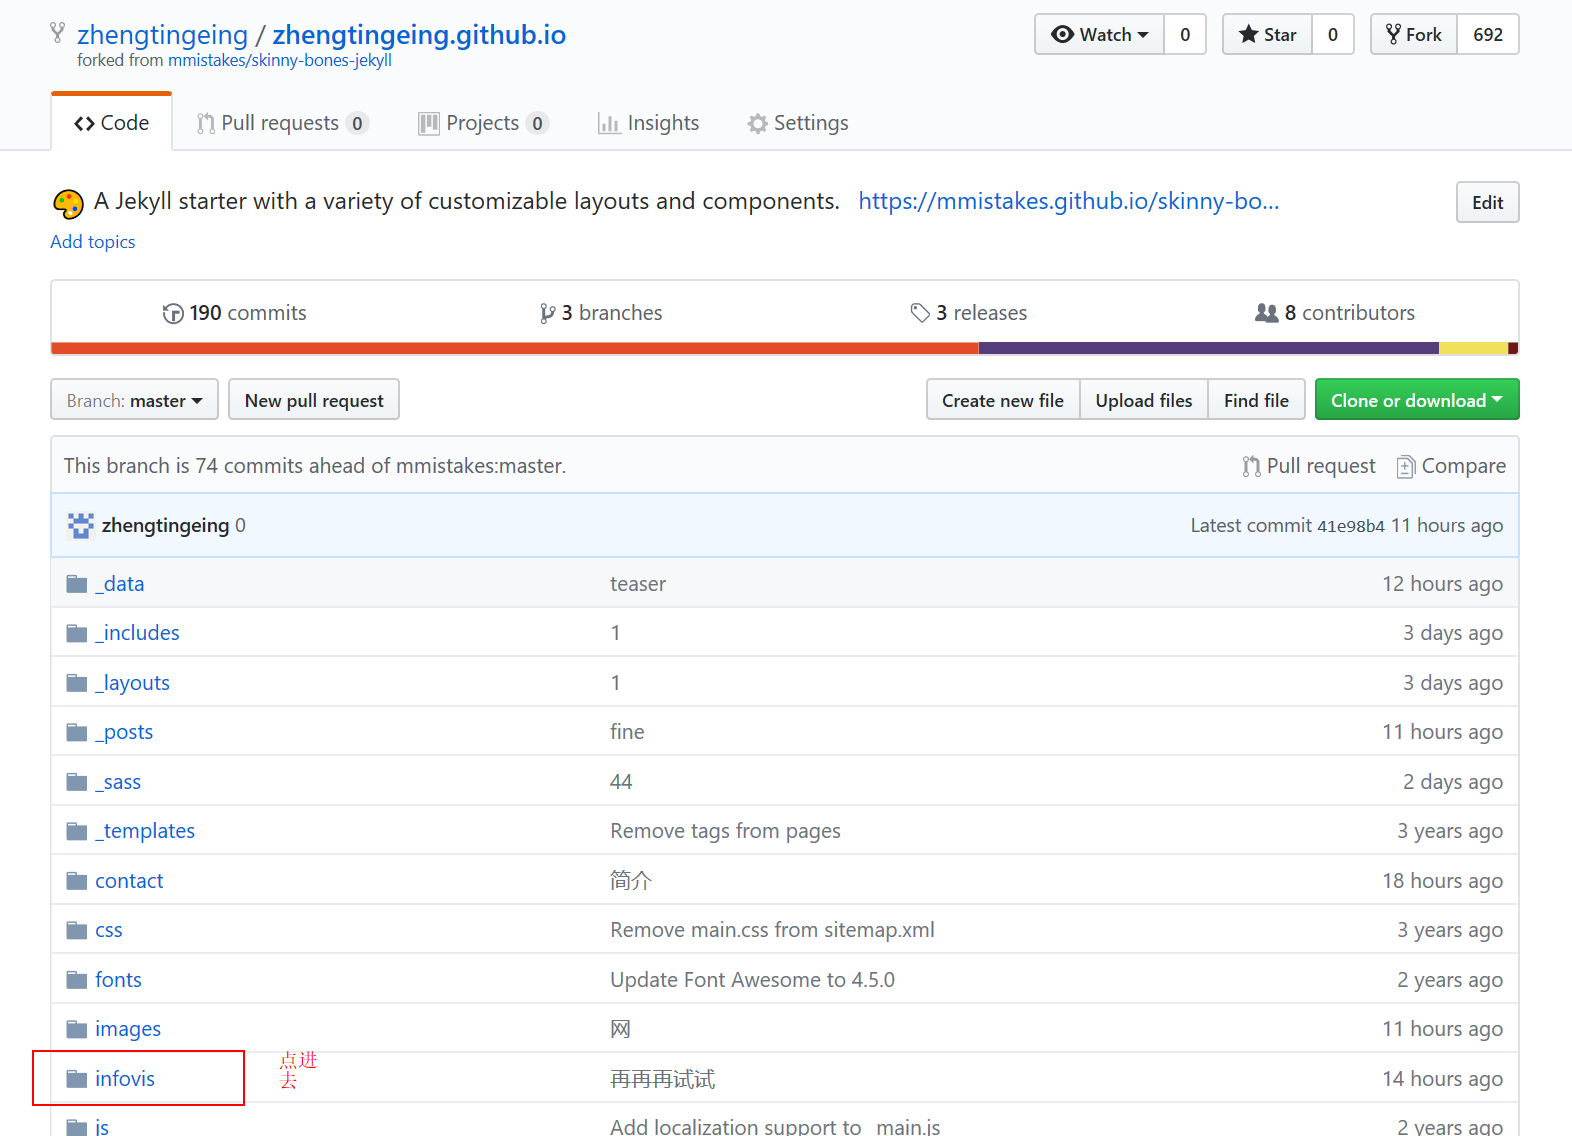 zhengtingeing / zhengtingeing.github.io
Watch 0 Star 0 Fork 692
forked from mmistakes/skinny-bones-jekyll
Code Pull requests 0 Projects 0 Insights Settings
A Jekyll starter with a variety of customizable layouts and components. https://mmistakes.github.io/skinny-bo... Edit
Add topics
190 commits 3 branches 3 releases 8 contributors
Branch: master New pull request Create new file Upload files Find file Clone or download
This branch is 74 commits ahead of mmistakes:master. Pull request Compare
zhengtingeing 0 Latest commit 41e98b4 11 hours ago
_data teaser 12 hours ago
_includes 1 3 days ago
_layouts 1 3 days ago
_posts fine 11 hours ago
_sass 44 2 days ago
_templates Remove tags from pages 3 years ago
contact 简介 18 hours ago
css Remove main.css from sitemap.xml 3 years ago
fonts Update Font Awesome to 4.5.0 2 years ago
images 网 11 hours ago
点进
去
infovis 再再再试试 14 hours ago
js Add localization support to _main.js 2 years ago